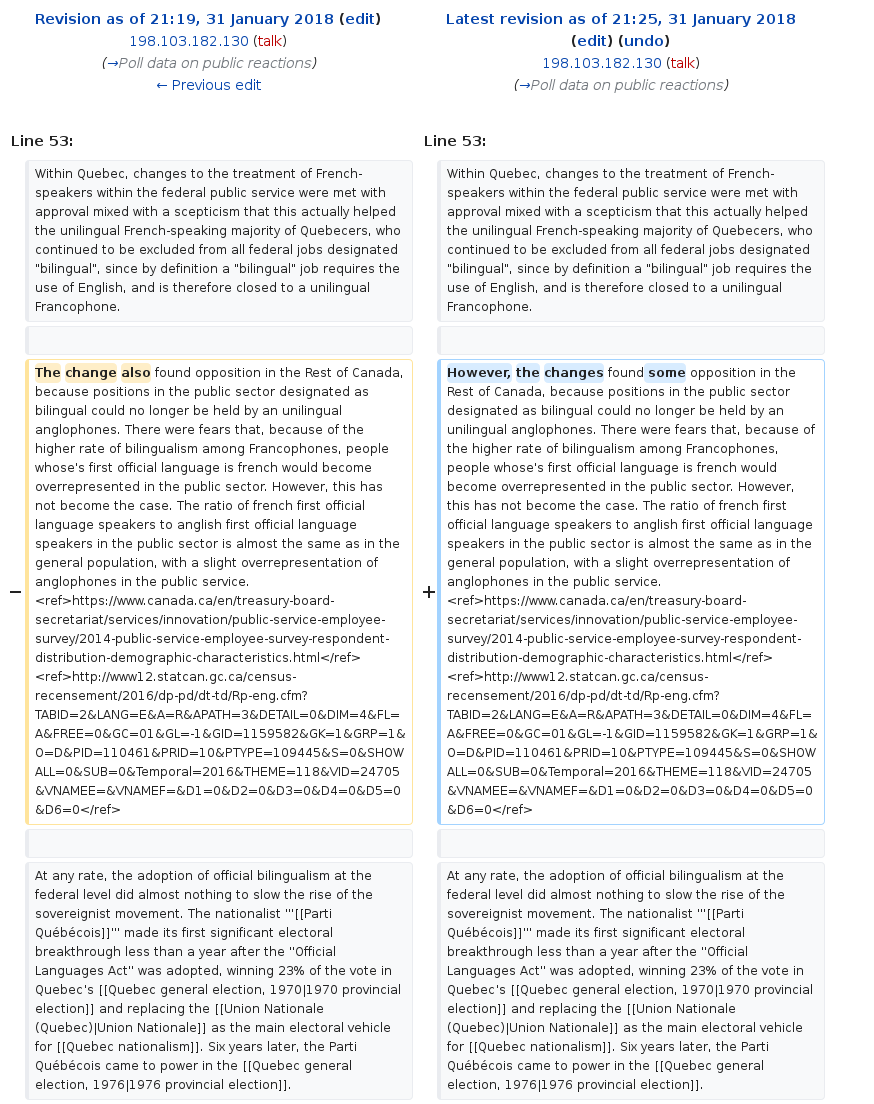 Revision as of 21:19, 31 January 2018 (edit)
198.103.182.130 (talk)
(→Poll data on public reactions)
← Previous edit
Latest revision as of 21:25, 31 January 2018
(edit) (undo)
198.103.182.130 (talk)
(→Poll data on public reactions)
Line 53:
Line 53:
Within Quebec, changes to the treatment of French-
speakers within the federal public service were met with
approval mixed with a scepticism that this actually helped
the unilingual French-speaking majority of Quebecers, who
continued to be excluded from all federal jobs designated
"bilingual", since by definition a "bilingual" job requires the
use of English, and is therefore closed to a unilingual
Francophone.
Within Quebec, changes to the treatment of French-
speakers within the federal public service were met with
approval mixed with a scepticism that this actually helped
the unilingual French-speaking majority of Quebecers, who
continued to be excluded from all federal jobs designated
"bilingual", since by definition a "bilingual" job requires the
use of English, and is therefore closed to a unilingual
Francophone.
−
The change also found opposition in the Rest of Canada,
because positions in the public sector designated as
bilingual could no longer be held by an unilingual
anglophones. There were fears that, because of the
higher rate of bilingualism among Francophones, people
whose's first official language is french would become
overrepresented in the public sector. However, this has
not become the case. The ratio of french first official
language speakers to anglish first official language
speakers in the public sector is almost the same as in the
general population, with a slight overrepresentation of
anglophones in the public service.
<ref>https://www.canada.ca/en/treasury-board-
secretariat/services/innovation/public-service-employee-
survey/2014-public-service-employee-survey-respondent-
distribution-demographic-characteristics.html</ref>
<ref>http://www12.statcan.gc.ca/census-
recensement/2016/dp-pd/dt-td/Rp-eng.cfm?
TABID=2&LANG=E&A=R&APATH=3&DETAIL=0&DIM=4&FL=
A&FREE=0&GC=01&GL=-1&GID=1159582&GK=1&GRP=1&
O=D&PID=110461&PRID=10&PTYPE=109445&S=0&SHOW
ALL=0&SUB=0&Temporal=2016&THEME=118&VID=24705
&VNAMEE=&VNAMEF=&D1=0&D2=0&D3=0&D4=0&D5=0
&D6=0</ref>
+
However, the changes found some opposition in the
Rest of Canada, because positions in the public sector
designated as bilingual could no longer be held by an
unilingual anglophones. There were fears that, because of
the higher rate of bilingualism among Francophones,
people whose's first official language is french would
become overrepresented in the public sector. However,
this has not become the case. The ratio of french first
official language speakers to anglish first official language
speakers in the public sector is almost the same as in the
general population, with a slight overrepresentation of
anglophones in the public service.
<ref>https://www.canada.ca/en/treasury-board-
secretariat/services/innovation/public-service-employee-
survey/2014-public-service-employee-survey-respondent-
distribution-demographic-characteristics.html</ref>
<ref>http://www12.statcan.gc.ca/census-
recensement/2016/dp-pd/dt-td/Rp-eng.cfm?
TABID=2&LANG=E&A=R&APATH=3&DETAIL=0&DIM=4&FL=
A&FREE=0&GC=01&GL=-1&GID=1159582&GK=1&GRP=1&
O=D&PID=110461&PRID=10&PTYPE=109445&S=0&SHOW
ALL=0&SUB=0&Temporal=2016&THEME=118&VID=24705
&VNAMEE=&VNAMEF=&D1=0&D2=0&D3=0&D4=0&D5=0
&D6=0</ref>
At any rate, the adoption of official bilingualism at the
federal level did almost nothing to slow the rise of the
sovereignist movement. The nationalist '''[[Parti
Québécois]]''' made its first significant electoral
breakthrough less than a year after the ''Official
Languages Act'' was adopted, winning 23% of the vote in
Quebec's [[Quebec general election, 1970|1970 provincial
election]] and replacing the [[Union Nationale
(Quebec)|Union Nationale]] as the main electoral vehicle
for [[Quebec nationalism]]. Six years later, the Parti
Québécois came to power in the [[Quebec general
election, 1976|1976 provincial election]].
At any rate, the adoption of official bilingualism at the
federal level did almost nothing to slow the rise of the
sovereignist movement. The nationalist '''[[Parti
Québécois]]''' made its first significant electoral
breakthrough less than a year after the ''Official
Languages Act'' was adopted, winning 23% of the vote in
Quebec's [[Quebec general election, 1970|1970 provincial
election]] and replacing the [[Union Nationale
(Quebec)|Union Nationale]] as the main electoral vehicle
for [[Quebec nationalism]]. Six years later, the Parti
Québécois came to power in the [[Quebec general
election, 1976|1976 provincial election]].